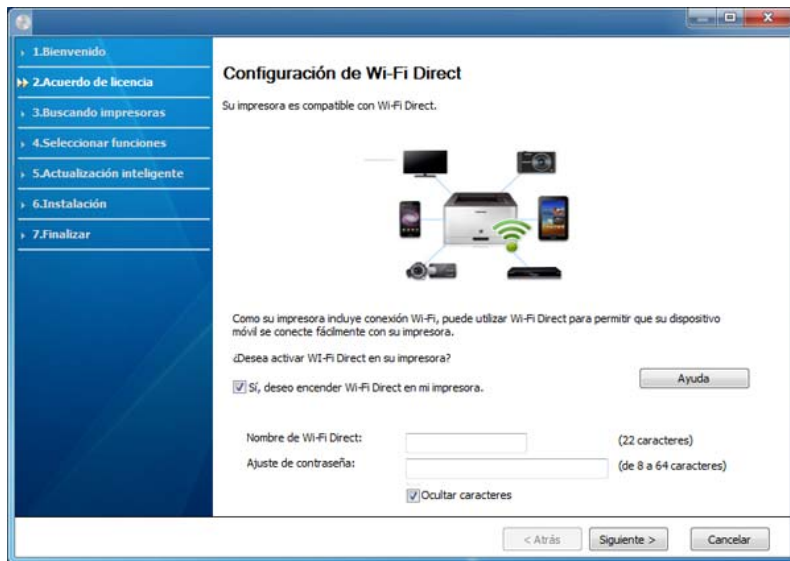 1.Bienvenido
2.Acuerdo de licencia
3.Buscando impresoras
4.Seleccionar funciones
5.Actualización inteligente
6.Instalación
7.Finalizar
Configuración de Wi-Fi Direct
Su impresora es compatible con Wi-Fi Direct.
Como su impresora incluye conexión Wi-Fi, puede utilizar Wi-Fi Direct para permitir que su dispositivo
móvil se conecte fácilmente con su impresora.
¿Desea activar WI-Fi Direct en su impresora?
Sí, deseo encender Wi-Fi Direct en mi impresora.
Ayuda
Nombre de Wi-Fi Direct: (22 caracteres)
Ajuste de contraseña: (de 8 a 64 caracteres)
Ocultar caracteres
< Atrás Siguiente > Cancelar